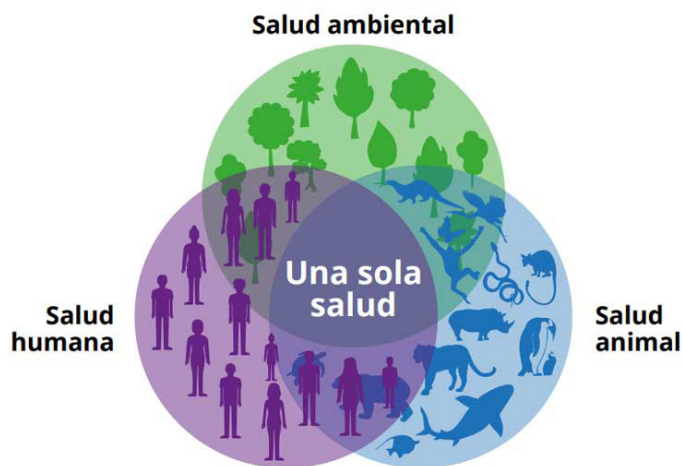 Salud ambiental
Una sola
salud
Salud
humana
Salud
animal